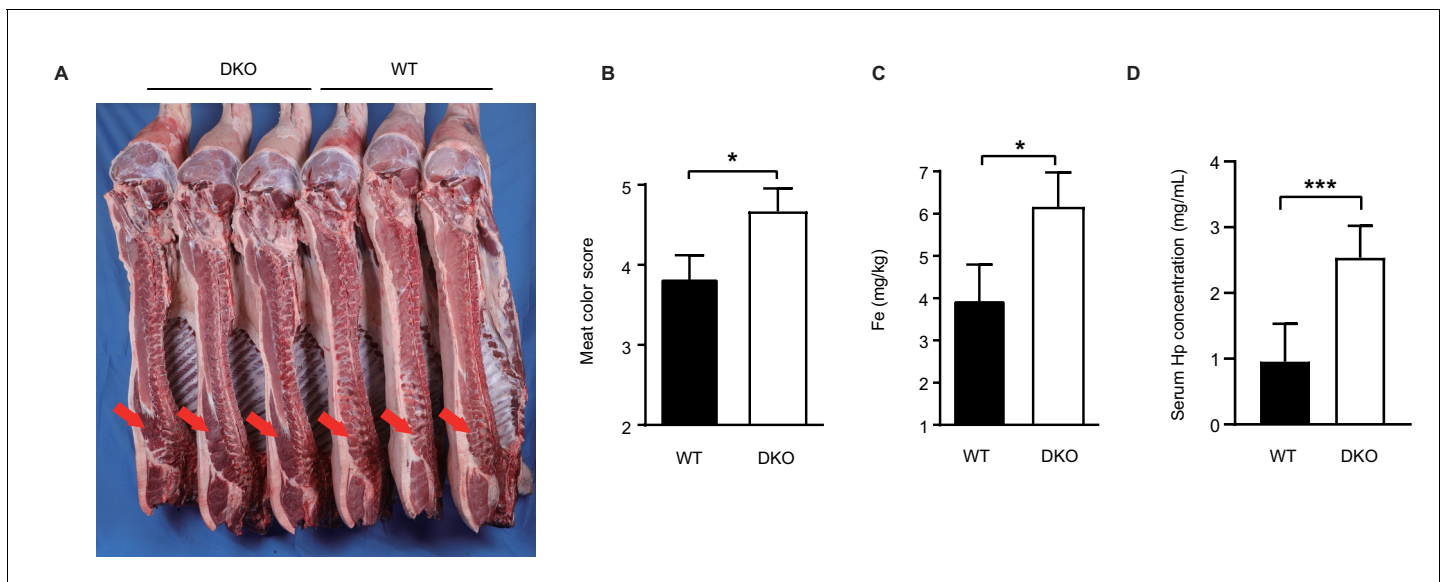 A
DKO
WT
B
Meat color score
5
4
3
2
*
WT
DKO
C
Fe (mg/kg)
7
6
5
4
3
2
1
*
WT
DKO
D
Serum Hp concentration (mg/mL)
4
3
2
1
0
***
WT
DKO